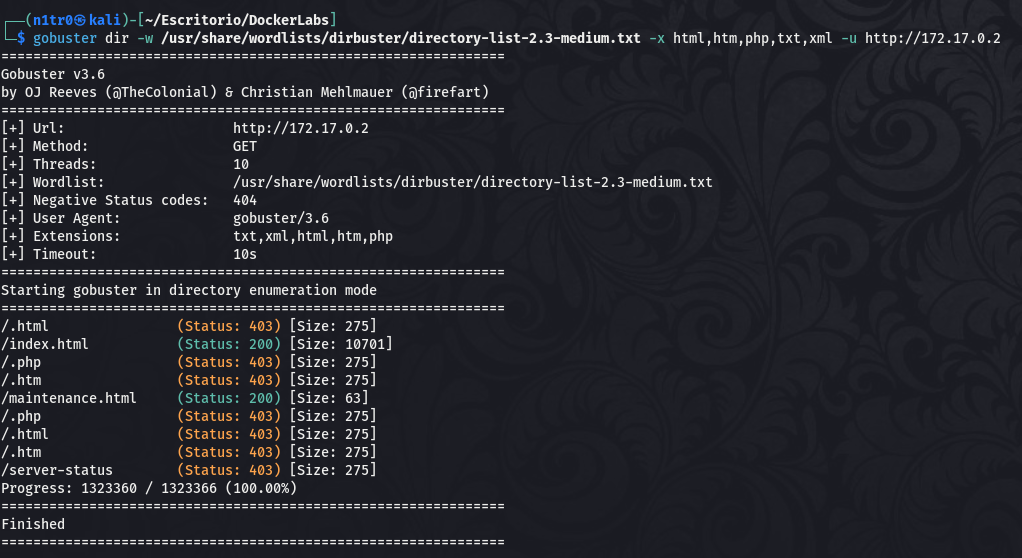 ┌──(n1tr0㉿kali)-[~/Escritorio/DockerLabs]
└─$ gobuster dir -w /usr/share/wordlists/dirbuster/directory-list-2.3-medium.txt -x html,htm,php,txt,xml -u http://172.17.0.2
===============================================================
Gobuster v3.6
by OJ Reeves (@TheColonial) & Christian Mehlmauer (@firefart)
===============================================================
[+] Url:                     http://172.17.0.2
[+] Method:                  GET
[+] Threads:                 10
[+] Wordlist:                /usr/share/wordlists/dirbuster/directory-list-2.3-medium.txt
[+] Negative Status codes:   404
[+] User Agent:              gobuster/3.6
[+] Extensions:              txt,xml,html,htm,php
[+] Timeout:                 10s
===============================================================
Starting gobuster in directory enumeration mode
===============================================================
/.html                (Status: 403) [Size: 275]
/index.html           (Status: 200) [Size: 10701]
/.php                 (Status: 403) [Size: 275]
/.htm                 (Status: 403) [Size: 275]
/maintenance.html     (Status: 200) [Size: 63]
/.php                 (Status: 403) [Size: 275]
/.html                (Status: 403) [Size: 275]
/.htm                 (Status: 403) [Size: 275]
/server-status        (Status: 403) [Size: 275]
Progress: 1323360 / 1323366 (100.00%)
===============================================================
Finished
===============================================================